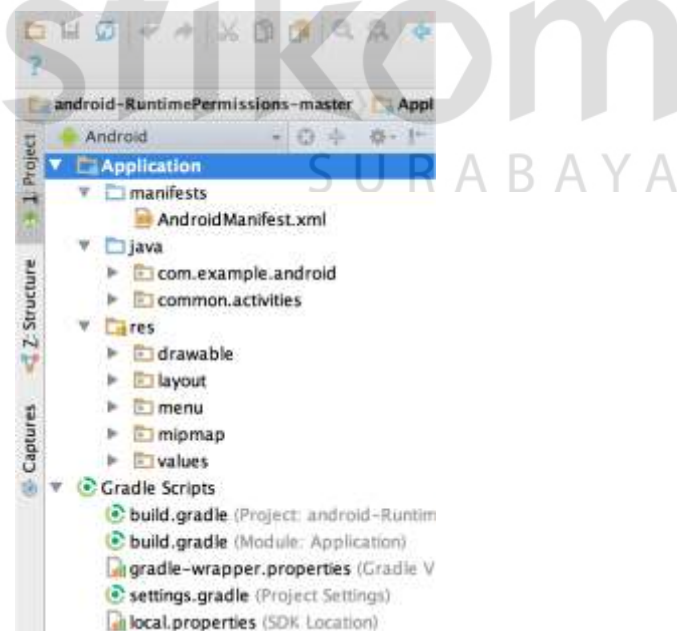 stikom
SURABAYA
?
android-RuntimePermissions-master Appl
Android
1: Project
Application
manifests
AndroidManifest.xml
java
com.example.android
common.activities
res
drawable
layout
menu
mipmap
values
Z: Structure
Captures
Gradle Scripts
build.gradle (Project: android-Runtim
build.gradle (Module: Application)
gradle-wrapper.properties (Gradle V
settings.gradle (Project Settings)
local.properties (SDK Location)